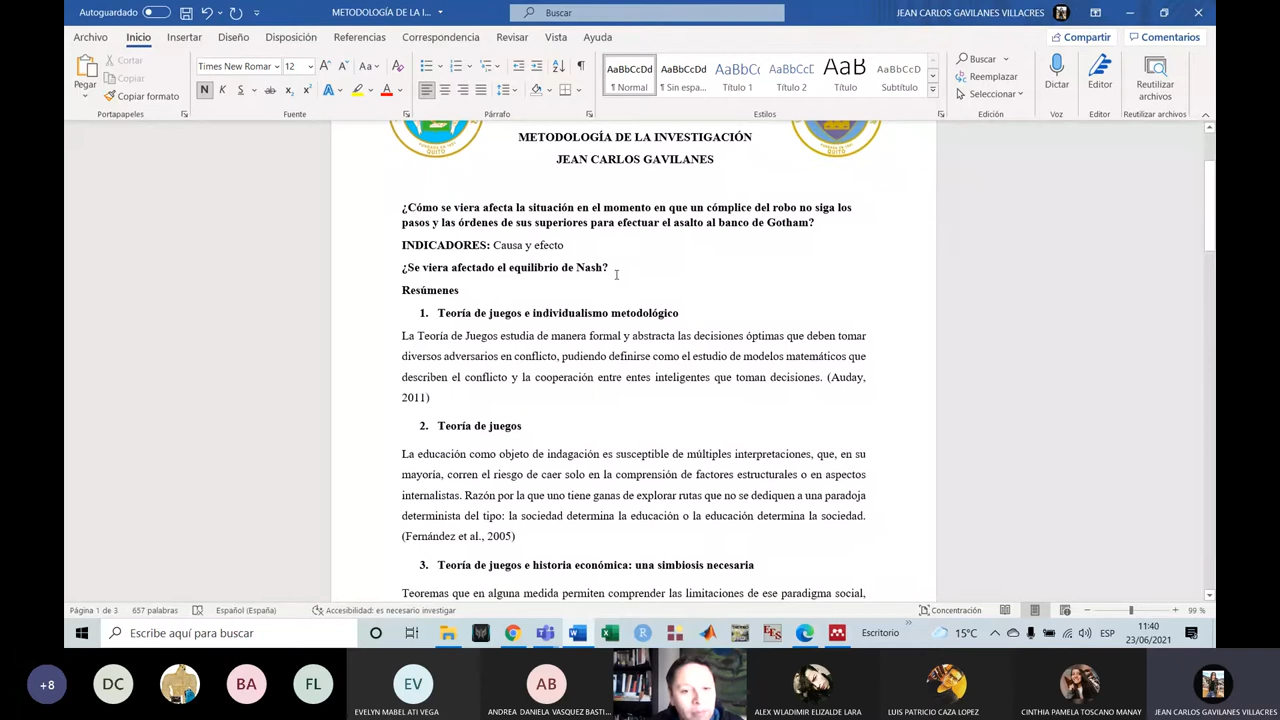 Autoguardado
METODOLOGÍA DE LA I...
Buscar
JEAN CARLOS GAVILANES VILLACRES
Archivo Inicio Insertar Diseño Disposición Referencias Correspondencia Revisar Vista Ayuda
Compartir Comentarios
Pegar
Cortar
Copiar
Copiar formato
Portapapeles
Times New Romar 12
N K S
Fuente
Párrafo
AaBbCcDd AaBbCcDd AaBbCc AaBbCcD AaB AaBbCcD
¶ Normal ¶ Sin espa... Título 1 Título 2 Título Subtítulo
Estilos
Buscar
Reemplazar
Seleccionar
Edición
Dictar
Voz
Editor
Editor
Reutilizar archivos
Reutilizar archivos
METODOLOGÍA DE LA INVESTIGACIÓN
JEAN CARLOS GAVILANES
¿Cómo se viera afecta la situación en el momento en que un cómplice del robo no siga los
pasos y las órdenes de sus superiores para efectuar el asalto al banco de Gotham?
INDICADORES: Causa y efecto
¿Se viera afectado el equilibrio de Nash?
Resúmenes
1. Teoría de juegos e individualismo metodológico
La Teoría de Juegos estudia de manera formal y abstracta las decisiones óptimas que deben tomar
diversos adversarios en conflicto, pudiendo definirse como el estudio de modelos matemáticos que
describen el conflicto y la cooperación entre entes inteligentes que toman decisiones. (Auday,
2011)
2. Teoría de juegos
La educación como objeto de indagación es susceptible de múltiples interpretaciones, que, en su
mayoría, corren el riesgo de caer solo en la comprensión de factores estructurales o en aspectos
internalistas. Razón por la que uno tiene ganas de explorar rutas que no se dediquen a una paradoja
determinista del tipo: la sociedad determina la educación o la educación determina la sociedad.
(Fernández et al., 2005)
3. Teoría de juegos e historia económica: una simbiosis necesaria
Teoremas que en alguna medida permiten comprender las limitaciones de ese paradigma social,
Página 1 de 3 657 palabras Español (España) Accesibilidad: es necesario investigar
Concentración 99 %
Escribe aquí para buscar
Escritorio 15°C ESP
11:40
23/06/2021
+8 DC BA FL EV AB
EVELYN MABEL ATI VEGA
ANDREA DANIELA VASQUEZ BASTI...
ALEX WLADIMIR ELIZALDE LARA
LUIS PATRICIO CAZA LOPEZ
CINTHIA PAMELA TOSCANO MANAY
JEAN CARLOS GAVILANES VILLACRES